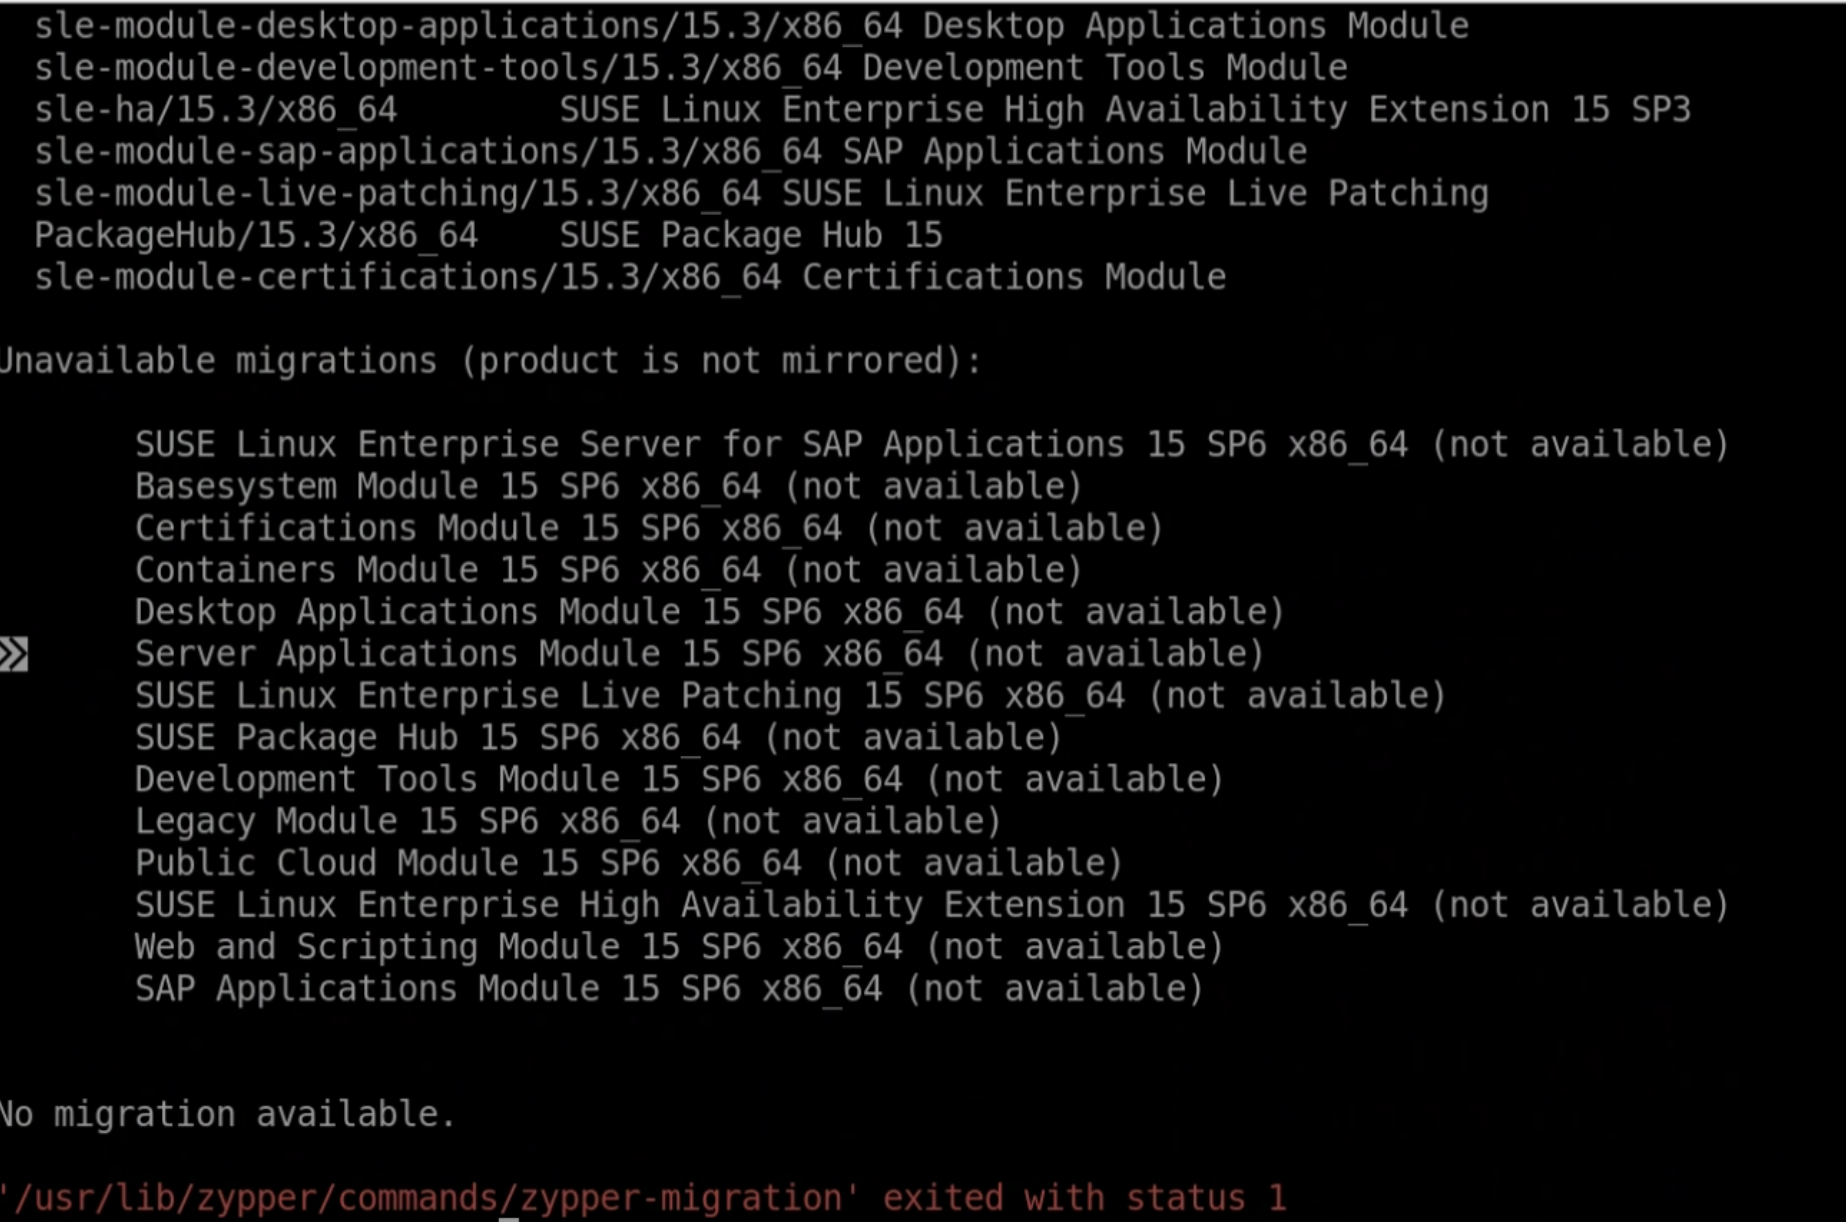 sle-module-desktop-applications/15.3/x86_64 Desktop Applications Module
sle-module-development-tools/15.3/x86_64 Development Tools Module
sle-ha/15.3/x86_64 SUSE Linux Enterprise High Availability Extension 15 SP3
sle-module-sap-applications/15.3/x86_64 SAP Applications Module
sle-module-live-patching/15.3/x86_64 SUSE Linux Enterprise Live Patching
PackageHub/15.3/x86_64 SUSE Package Hub 15
sle-module-certifications/15.3/x86_64 Certifications Module
Unavailable migrations (product is not mirrored):
SUSE Linux Enterprise Server for SAP Applications 15 SP6 x86_64 (not available)
Basesystem Module 15 SP6 x86_64 (not available)
Certifications Module 15 SP6 x86_64 (not available)
Containers Module 15 SP6 x86_64 (not available)
Desktop Applications Module 15 SP6 x86_64 (not available)
Server Applications Module 15 SP6 x86_64 (not available)
SUSE Linux Enterprise Live Patching 15 SP6 x86_64 (not available)
SUSE Package Hub 15 SP6 x86_64 (not available)
Development Tools Module 15 SP6 x86_64 (not available)
Legacy Module 15 SP6 x86_64 (not available)
Public Cloud Module 15 SP6 x86_64 (not available)
SUSE Linux Enterprise High Availability Extension 15 SP6 x86_64 (not available)
Web and Scripting Module 15 SP6 x86_64 (not available)
SAP Applications Module 15 SP6 x86_64 (not available)
No migration available.
'/usr/lib/zypper/commands/zypper-migration' exited with status 1